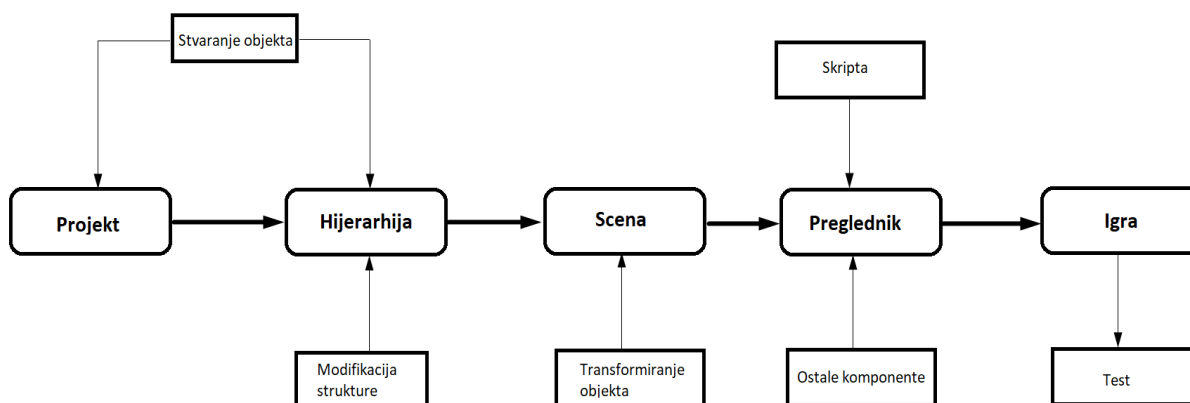 Stvaranje objekta
Skripta
Projekt
Hijerarhija
Scena
Preglednik
Igra
Modifikacija
strukture
Transformiranje
objekta
Ostale komponente
Test